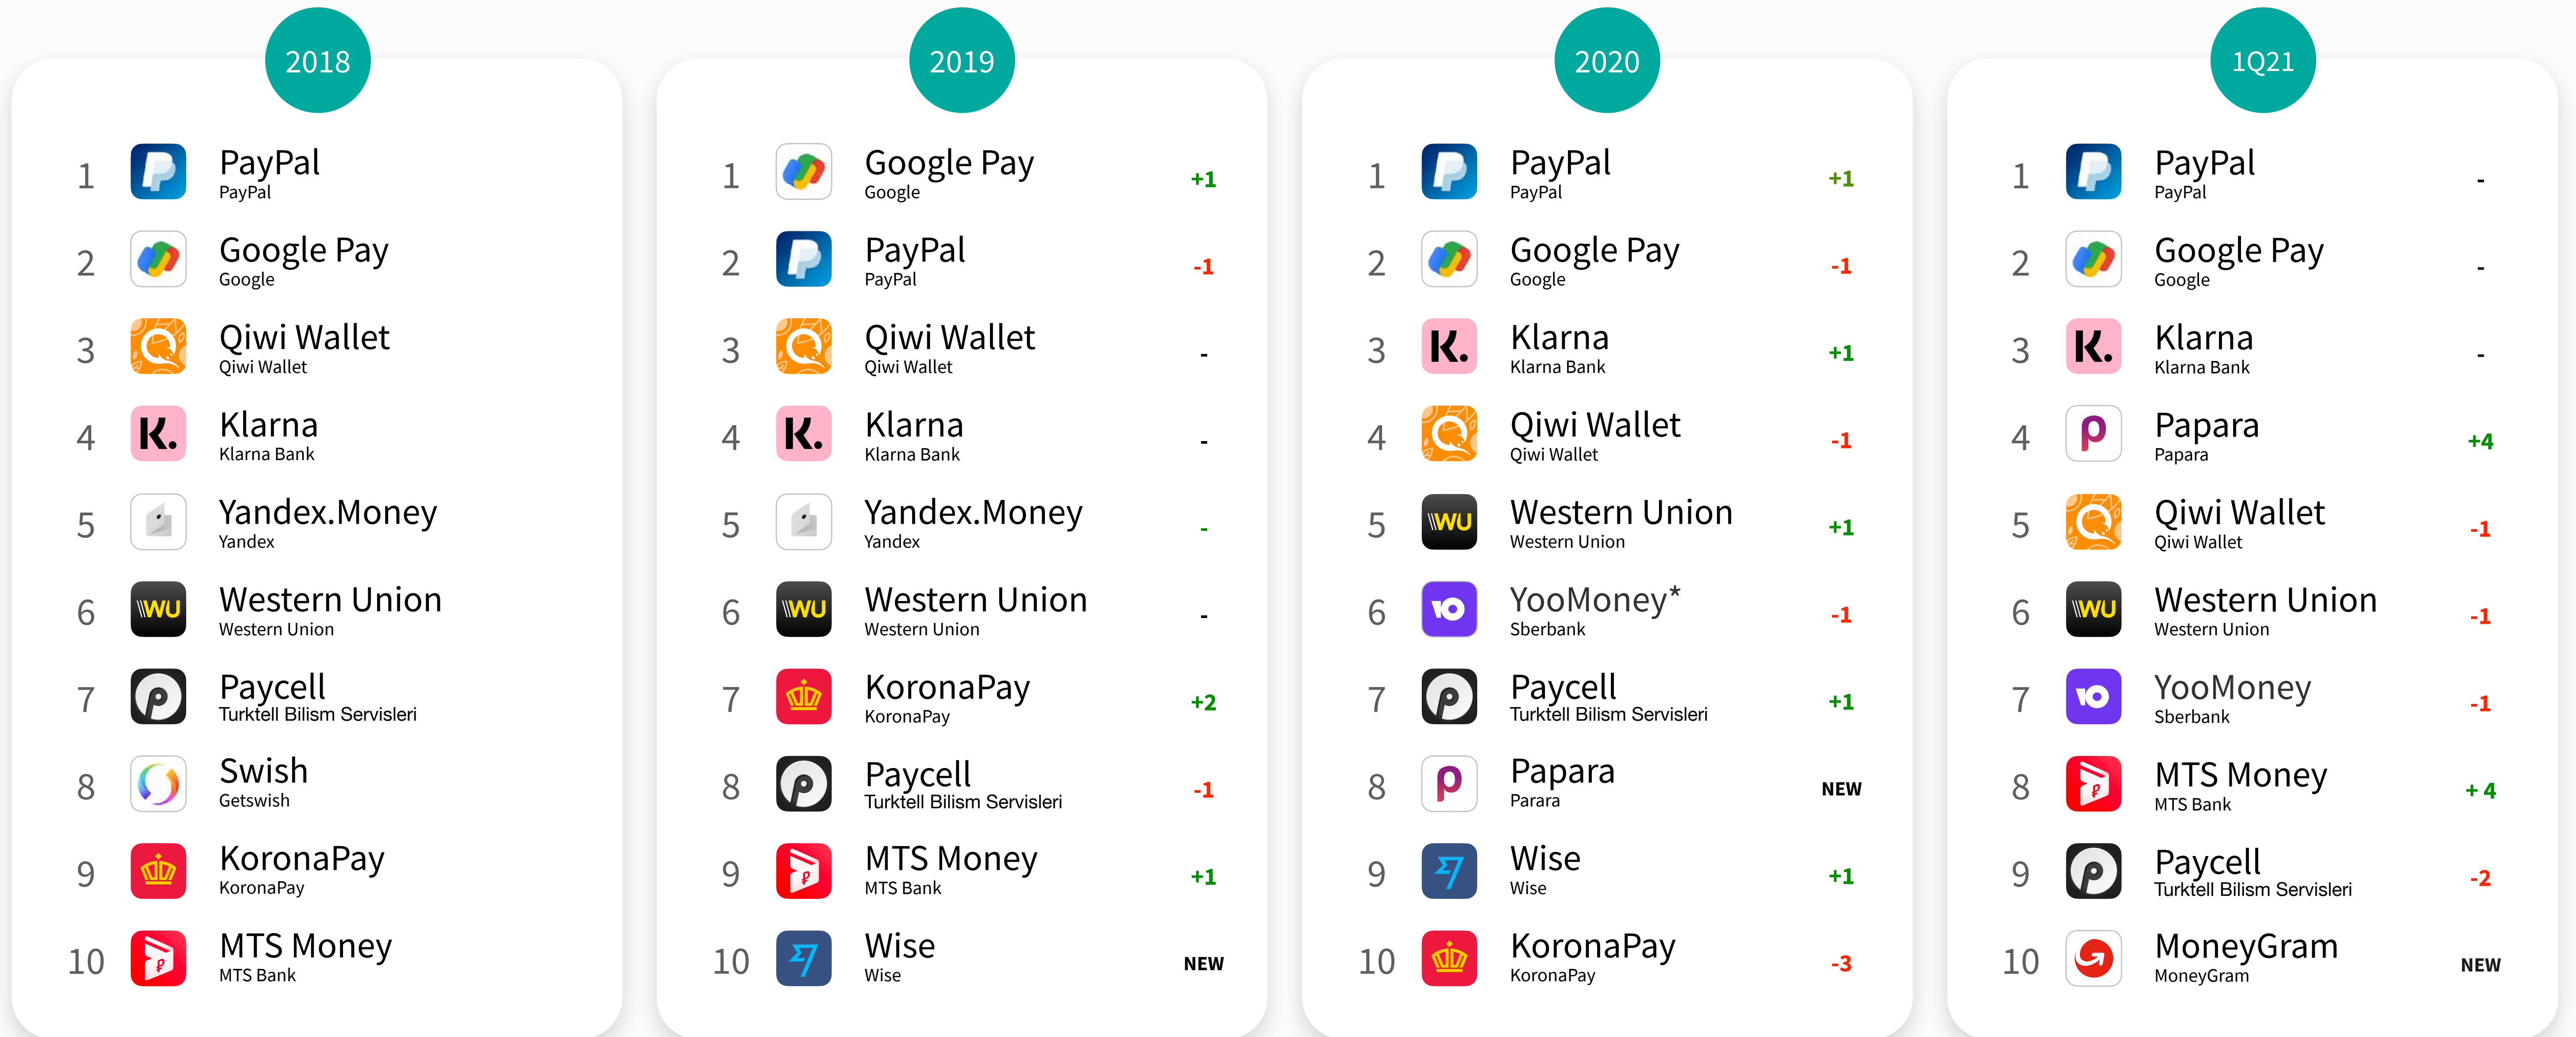 2018
1
PayPal
PayPal
2
Google Pay
Google
3
Qiwi Wallet
Qiwi Wallet
4
K.
Klarna
Klarna Bank
5
Yandex.Money
Yandex
6
WU
Western Union
Western Union
7
Paycell
Turktell Bilism Servisleri
8
Swish
Getswish
9
KoronaPay
KoronaPay
10
MTS Money
MTS Bank
2019
1
Google Pay
Google
+1
2
PayPal
PayPal
-1
3
Qiwi Wallet
Qiwi Wallet
-
4
K.
Klarna
Klarna Bank
-
5
Yandex.Money
Yandex
-
6
WU
Western Union
Western Union
-
7
KoronaPay
KoronaPay
+2
8
Paycell
Turktell Bilism Servisleri
-1
9
MTS Money
MTS Bank
+1
10
Wise
Wise
NEW
2020
1
PayPal
PayPal
+1
2
Google Pay
Google
-1
3
K.
Klarna
Klarna Bank
+1
4
Qiwi Wallet
Qiwi Wallet
-1
5
WU
Western Union
Western Union
+1
6
YooMoney*
Sberbank
-1
7
Paycell
Turktell Bilism Servisleri
+1
8
Papara
Parara
NEW
9
Wise
Wise
+1
10
KoronaPay
KoronaPay
-3
1Q21
1
PayPal
PayPal
-
2
Google Pay
Google
-
3
K.
Klarna
Klarna Bank
-
4
Papara
Papara
+4
5
Qiwi Wallet
Qiwi Wallet
-1
6
WU
Western Union
Western Union
-1
7
YooMoney
Sberbank
-1
8
MTS Money
MTS Bank
+ 4
9
Paycell
Turktell Bilism Servisleri
-2
10
MoneyGram
MoneyGram
NEW